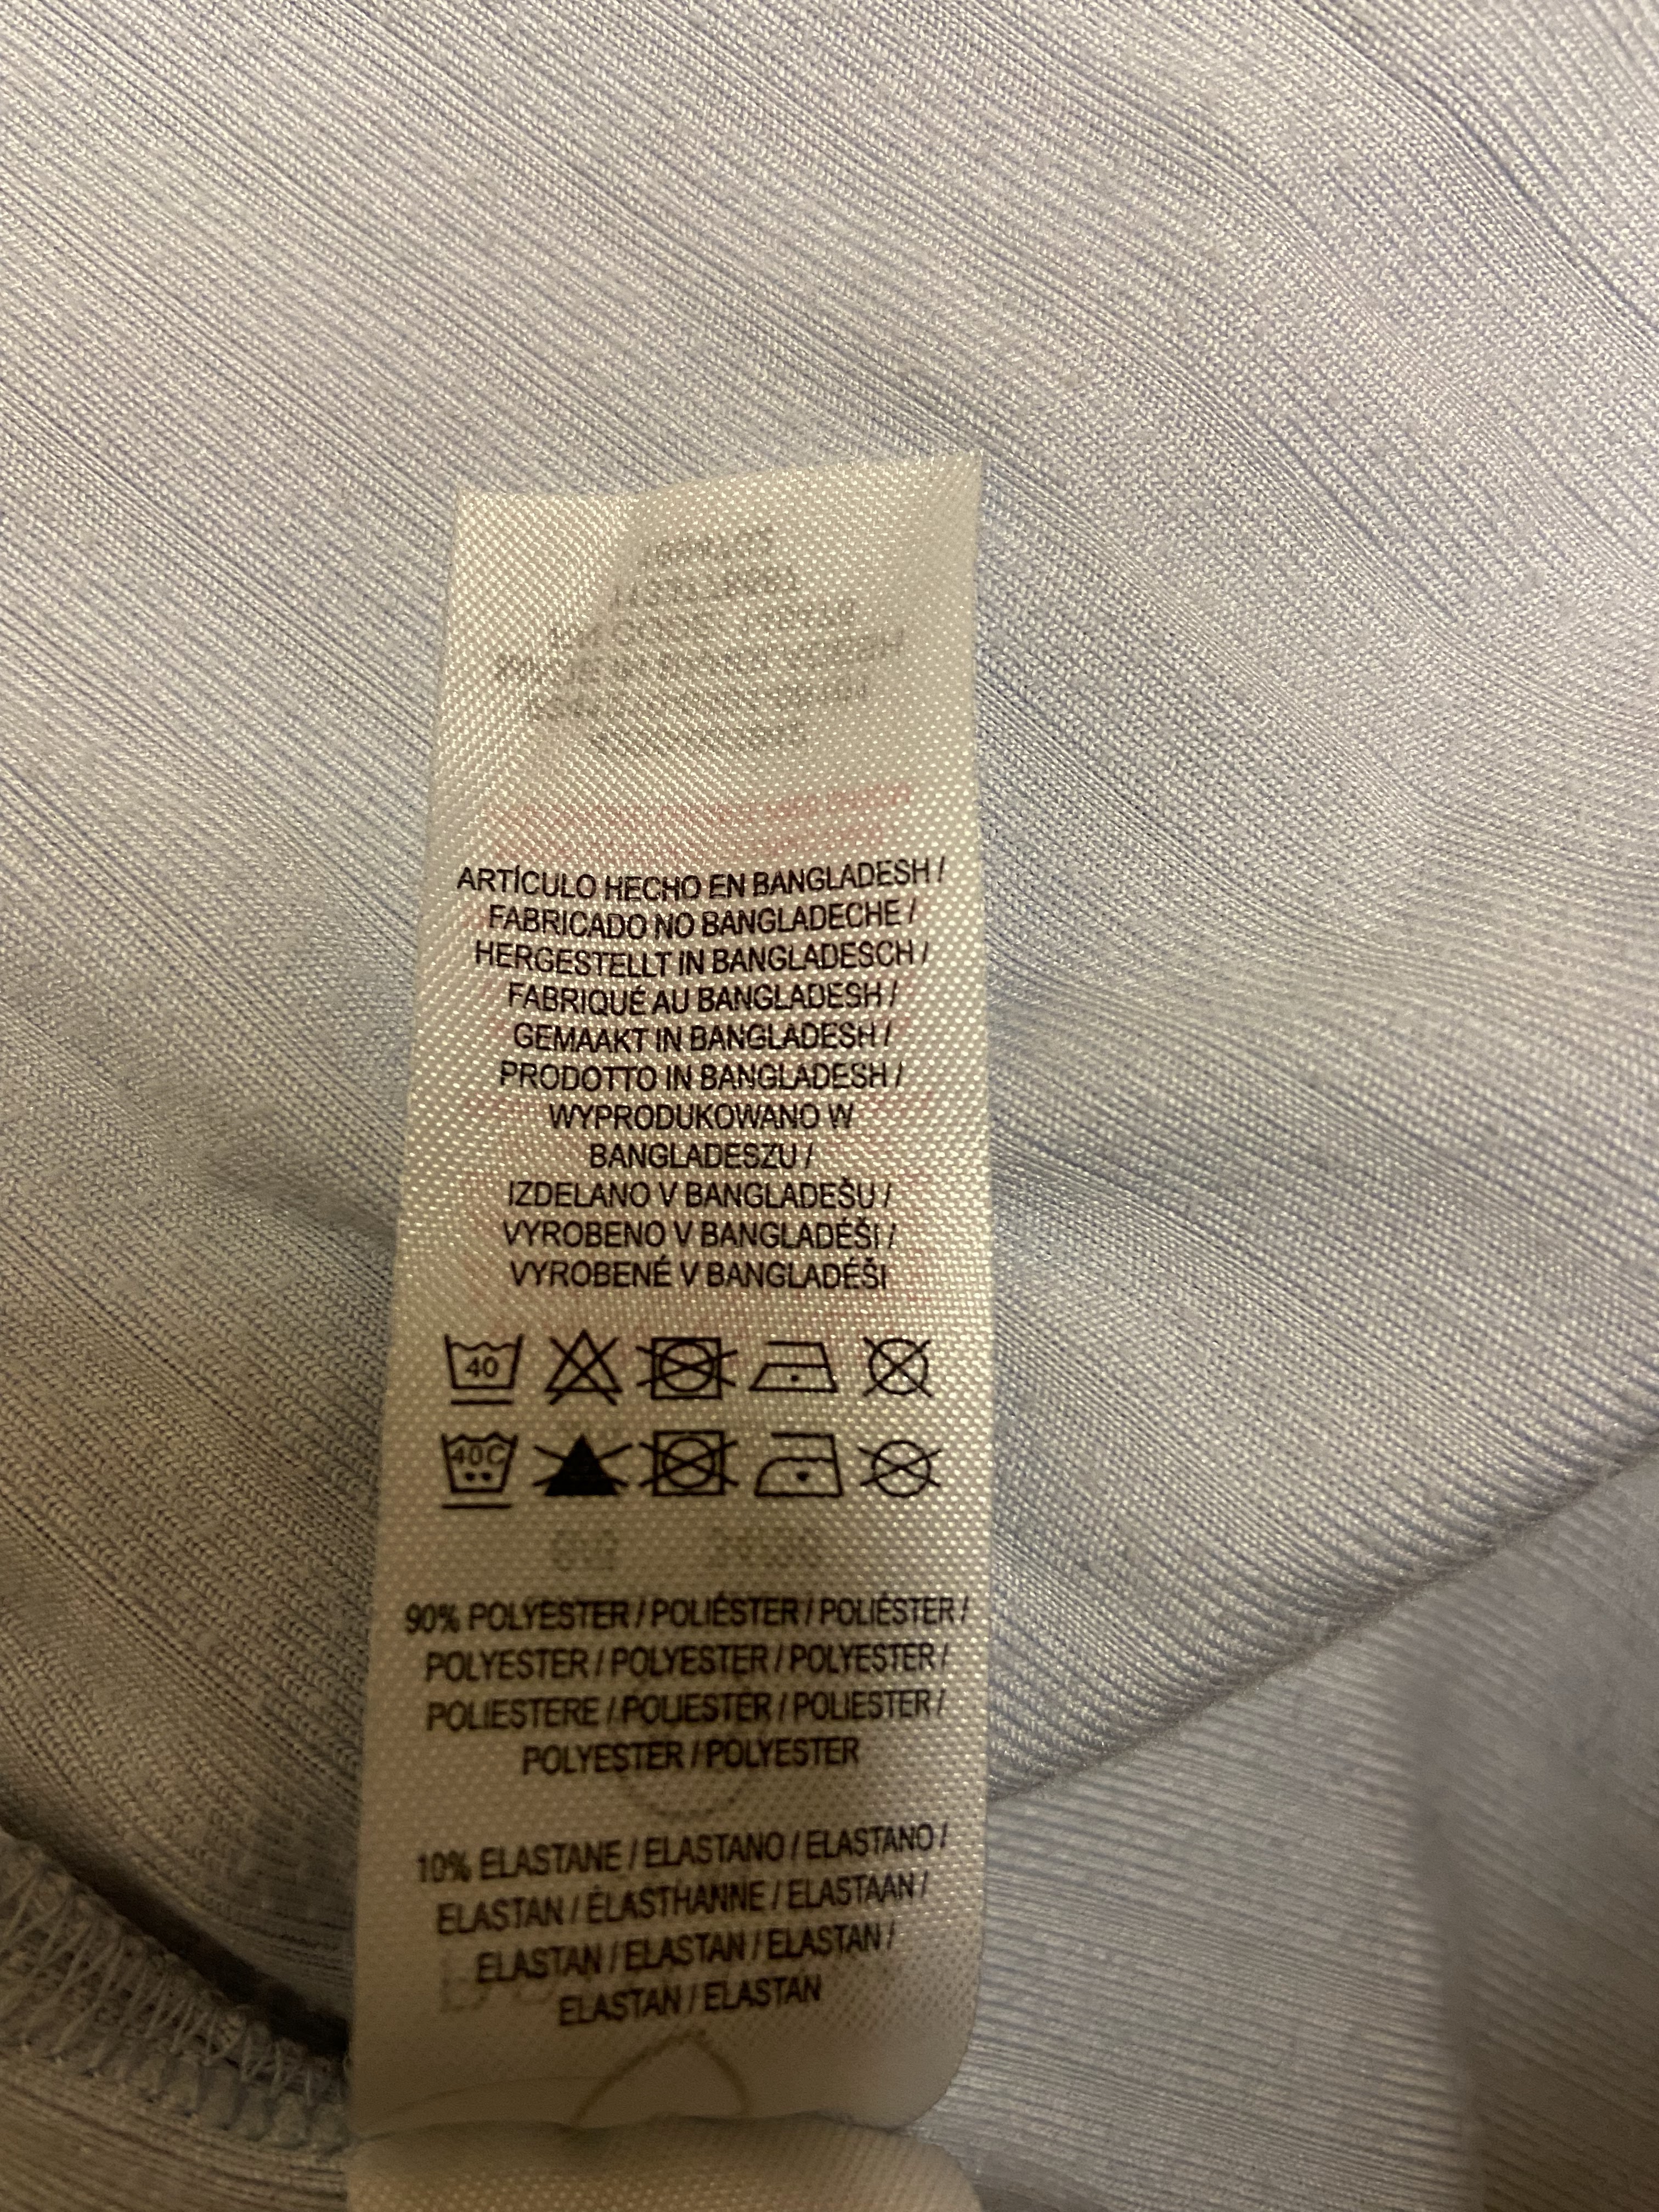 ARTÍCULO HECHO EN BANGLADESH /
FABRICADO NO BANGLADECHE /
HERGESTELLT IN BANGLADESCH /
FABRIQUÉ AU BANGLADESH /
GEMAAKT IN BANGLADESH /
PRODOTTO IN BANGLADESH /
WYPRODUKOWANO W
BANGLADESZU /
IZDELANO V BANGLADEŠU /
VYROBENO V BANGLADÉŠI /
VYROBENÉ V BANGLADÉŠI
40
40C
90% POLYESTER / POLIÉSTER / POLIÉSTER /
POLYESTER / POLYESTER / POLYESTER /
POLIESTERE / POLIESTER / POLIESTER /
POLYESTER / POLYESTER
10% ELASTANE / ELASTANO / ELASTANO /
ELASTAN / ÉLASTHANNE / ELASTAAN /
ELASTAN / ELASTAN / ELASTAN /
ELASTAN / ELASTAN